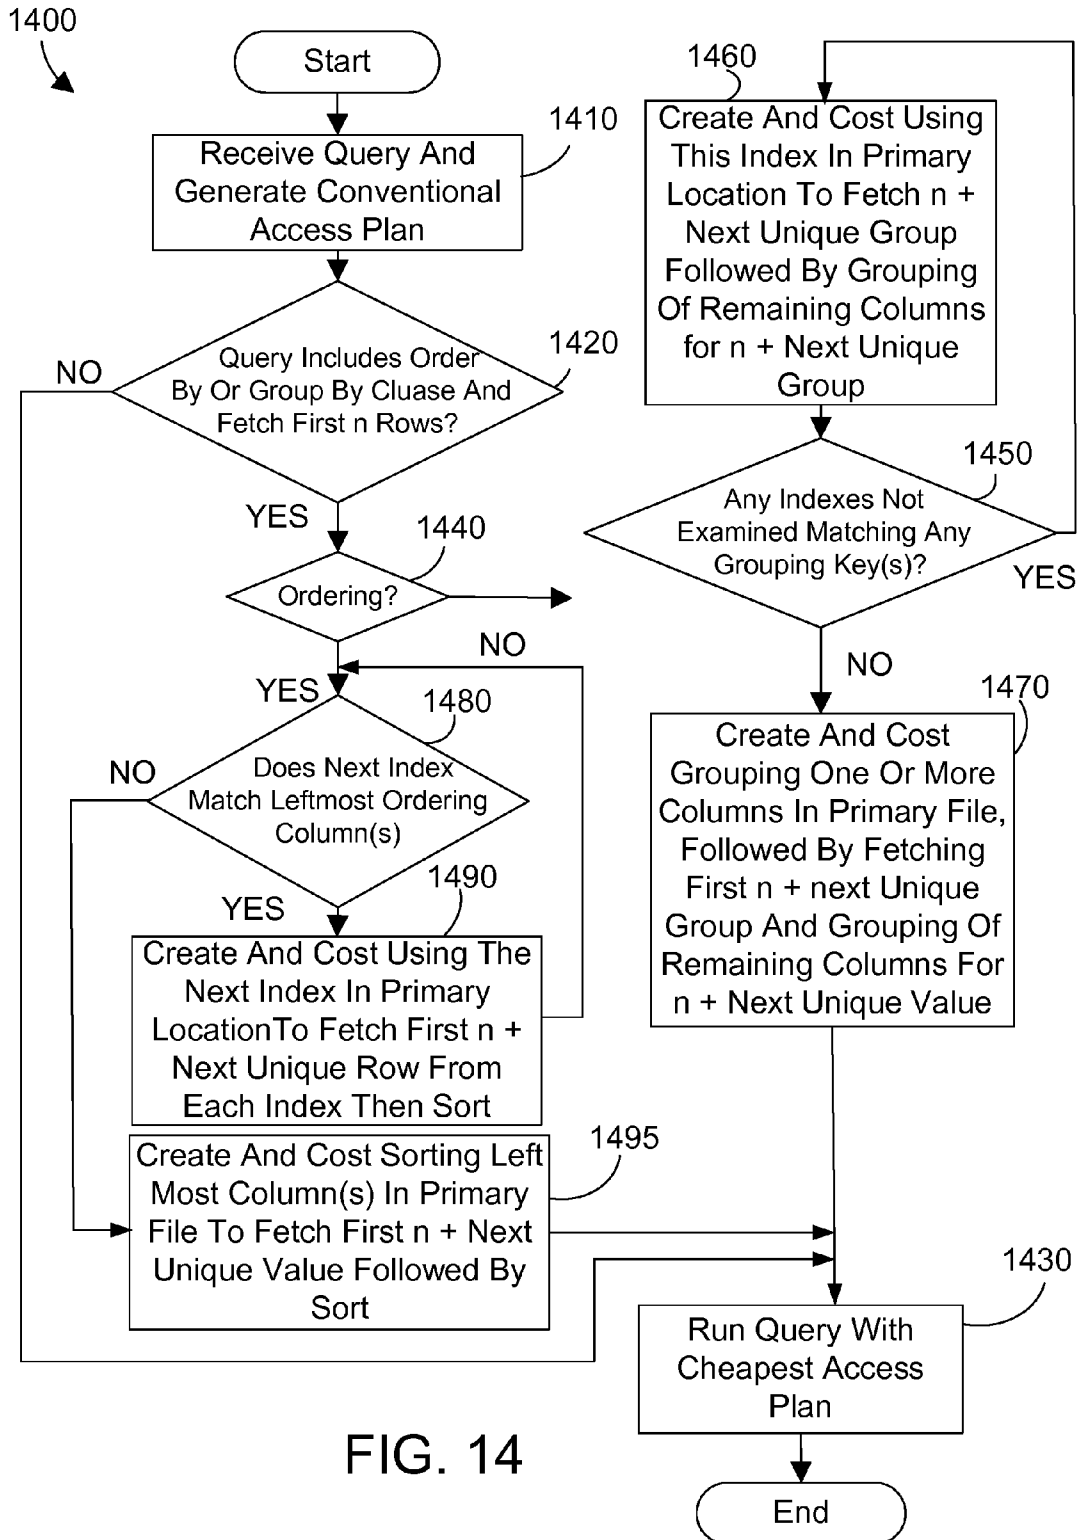 1400
Start
1410
Receive Query And
Generate Conventional
Access Plan
1420
Query Includes Order
By Or Group By Cluase And
Fetch First n Rows?
NO
YES
1440
Ordering?
NO
YES
1480
Does Next Index
Match Leftmost Ordering
Column(s)
NO
YES
1490
Create And Cost Using The
Next Index In Primary
LocationTo Fetch First n +
Next Unique Row From
Each Index Then Sort
1495
Create And Cost Sorting Left
Most Column(s) In Primary
File To Fetch First n + Next
Unique Value Followed By
Sort
1460
Create And Cost Using
This Index In Primary
Location To Fetch n +
Next Unique Group
Followed By Grouping
Of Remaining Columns
for n + Next Unique
Group
1450
Any Indexes Not
Examined Matching Any
Grouping Key(s)?
YES
NO
1470
Create And Cost
Grouping One Or More
Columns In Primary File,
Followed By Fetching
First n + next Unique
Group And Grouping Of
Remaining Columns For
n + Next Unique Value
1430
Run Query With
Cheapest Access
Plan
End
FIG. 14